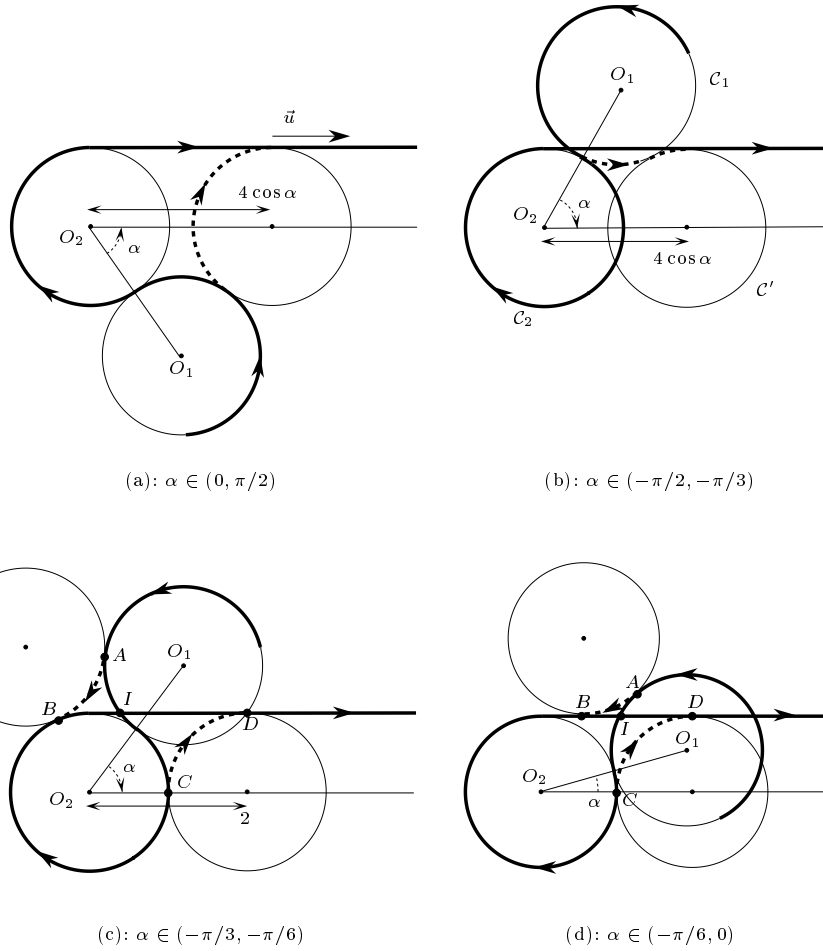 u⃗
4 cos α
O₂
α
O₁
(a): α ∈ (0, π/2)
O₁
𝒞₁
α
O₂
4 cos α
𝒞′
𝒞₂
(b): α ∈ (−π/2, −π/3)
O₁
A
B
I
D
α
C
O₂
2
(c): α ∈ (−π/3, −π/6)
A
B
D
I
O₁
O₂
α
C
(d): α ∈ (−π/6, 0)